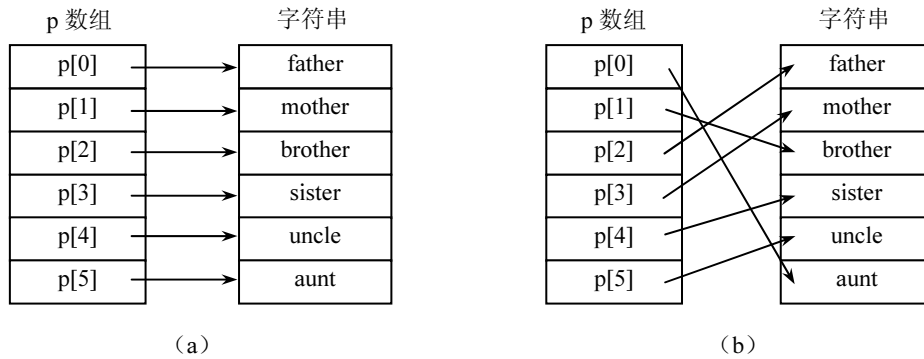 p 数组 字符串 p 数组 字符串
p[0] father p[0] father
p[1] mother p[1] mother
p[2] brother p[2] brother
p[3] sister p[3] sister
p[4] uncle p[4] uncle
p[5] aunt p[5] aunt
（a） （b）